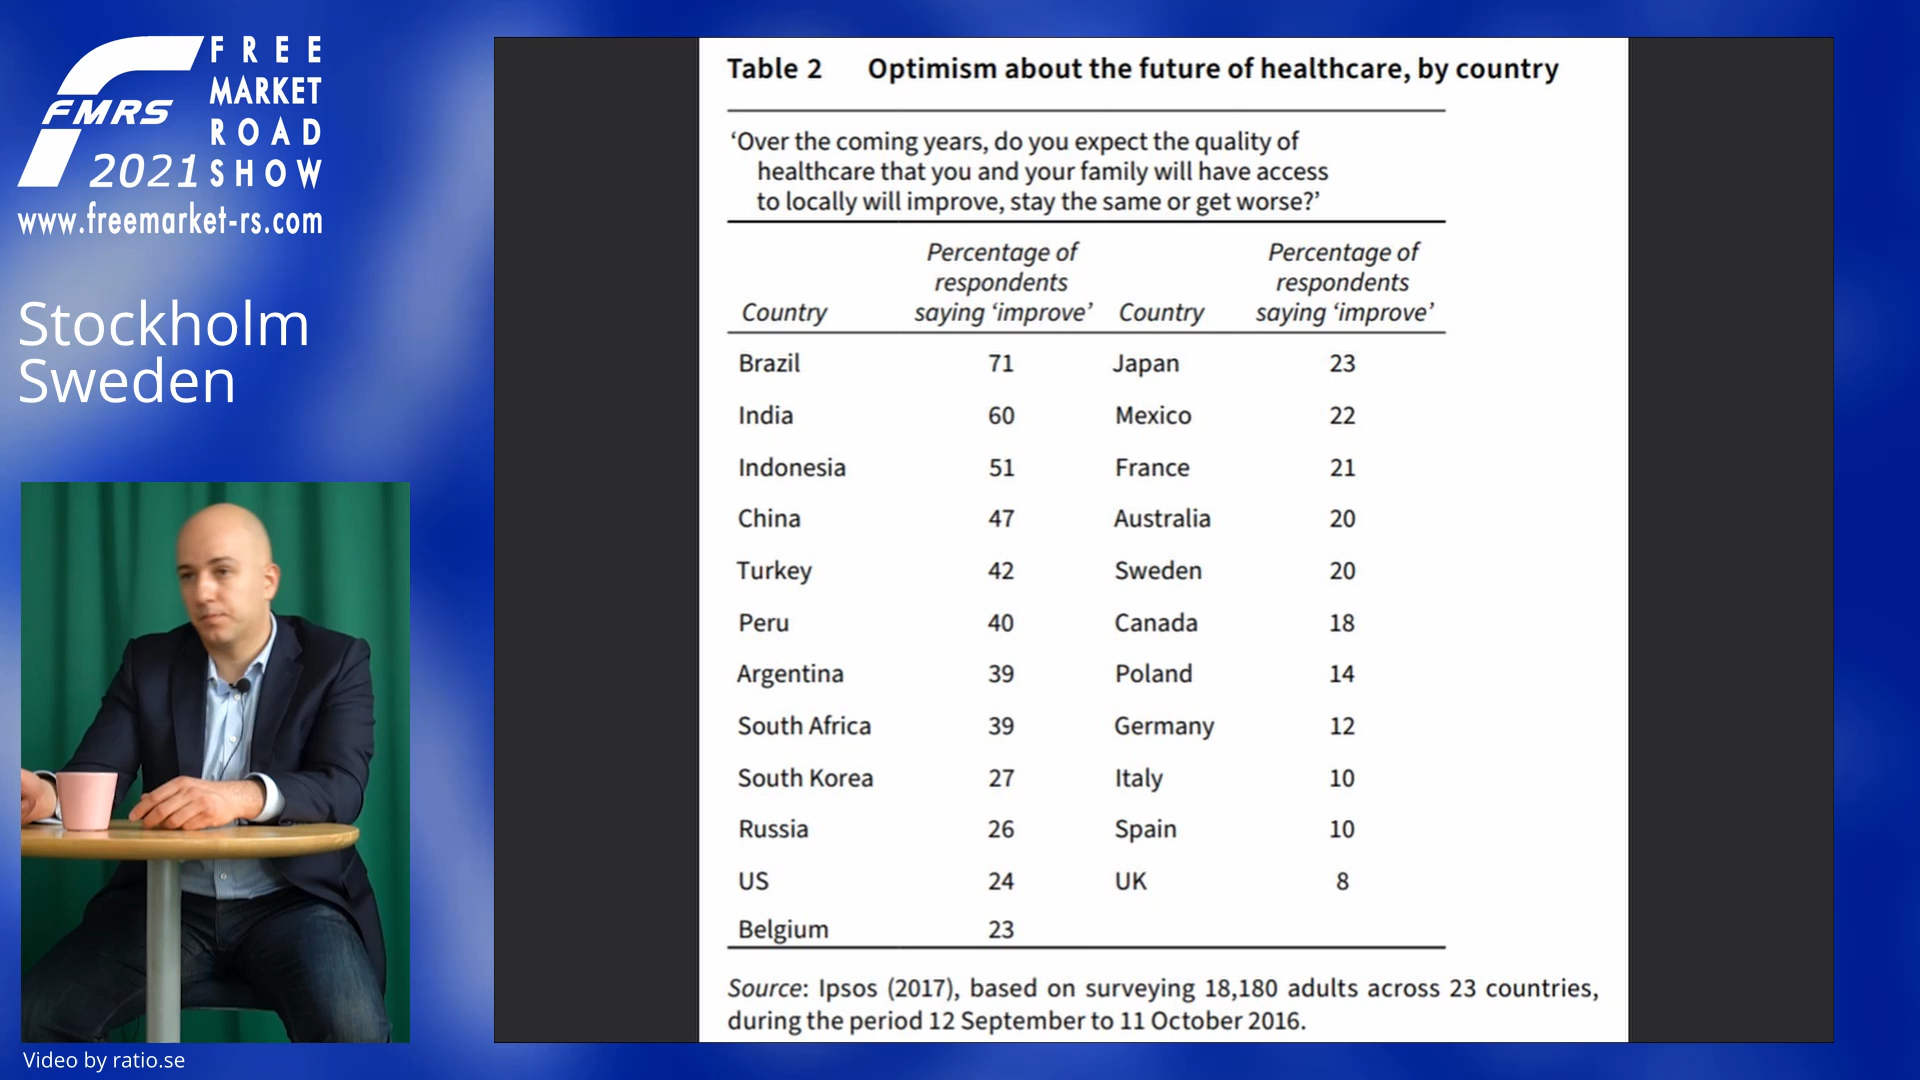 FREE
MARKET
ROAD
SHOW
FMRS
2021
www.freemarket-rs.com
Stockholm
Sweden
Video by ratio.se
Table 2 Optimism about the future of healthcare, by country
‘Over the coming years, do you expect the quality of
healthcare that you and your family will have access
to locally will improve, stay the same or get worse?’
Country Percentage of respondents saying ‘improve’ Country Percentage of respondents saying ‘improve’
Brazil 71 Japan 23
India 60 Mexico 22
Indonesia 51 France 21
China 47 Australia 20
Turkey 42 Sweden 20
Peru 40 Canada 18
Argentina 39 Poland 14
South Africa 39 Germany 12
South Korea 27 Italy 10
Russia 26 Spain 10
US 24 UK 8
Belgium 23
Source: Ipsos (2017), based on surveying 18,180 adults across 23 countries,
during the period 12 September to 11 October 2016.